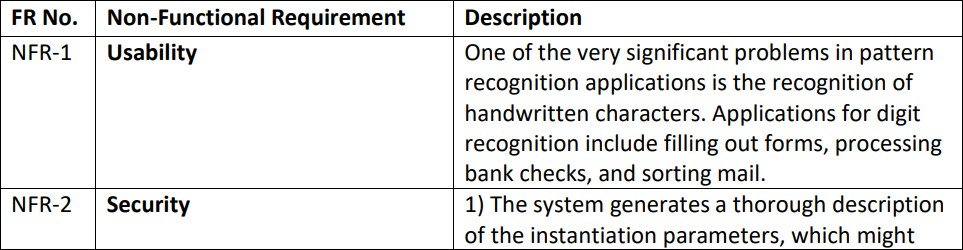 FR No. Non-Functional Requirement Description
NFR-1 Usability One of the very significant problems in pattern
recognition applications is the recognition of
handwritten characters. Applications for digit
recognition include filling out forms, processing
bank checks, and sorting mail.
NFR-2 Security 1) The system generates a thorough description
of the instantiation parameters, which might